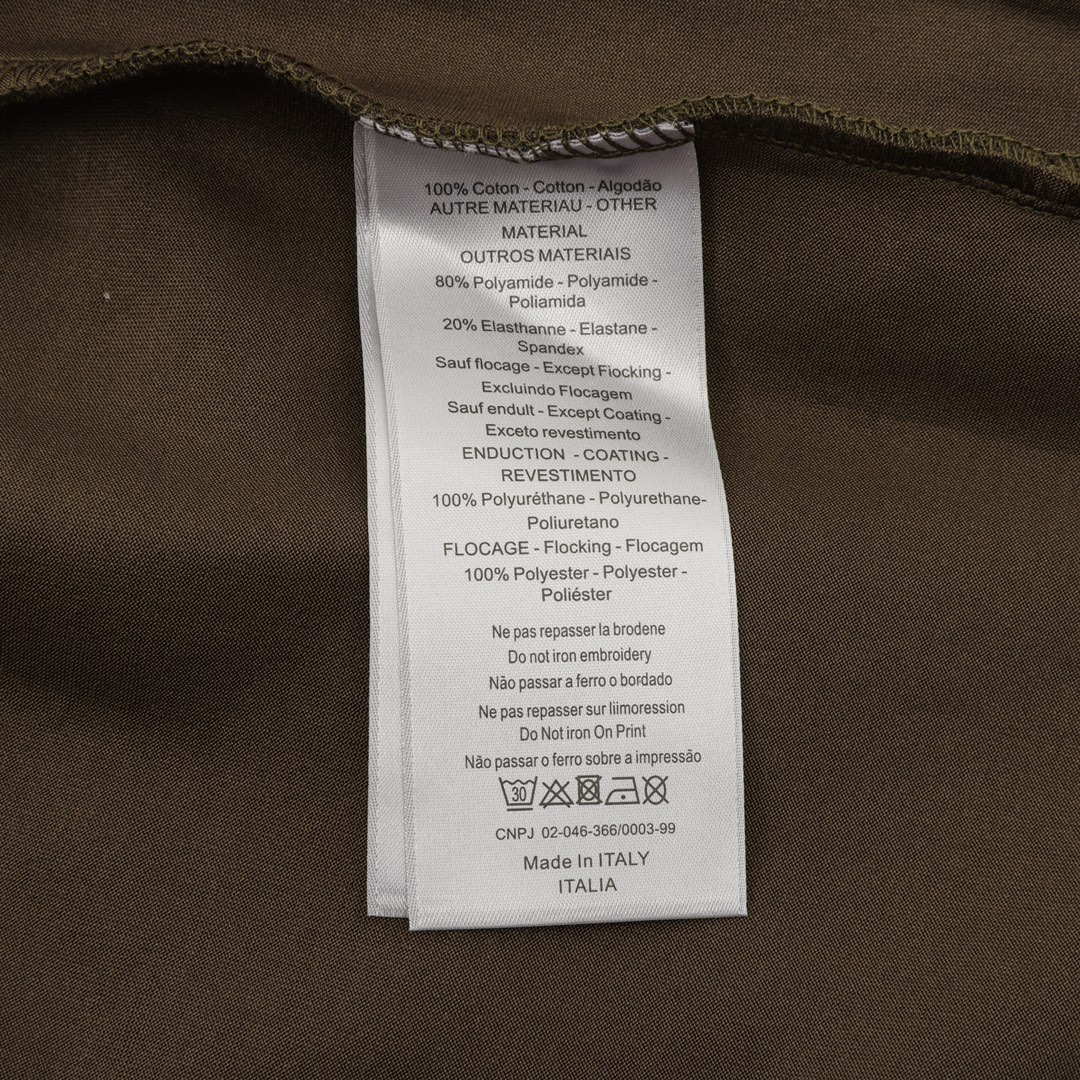 100% Coton - Cotton - Algodão
AUTRE MATERIAU - OTHER
MATERIAL
OUTROS MATERIAIS
80% Polyamide - Polyamide -
Poliamida
20% Elasthanne - Elastane -
Spandex
Sauf flocage - Except Fiocking -
Excluindo Flocagem
Sauf endult - Except Coating -
Exceto revestimento
ENDUCTION - COATING -
REVESTIMENTO
100% Polyuréthane - Polyurethane-
Poliuretano
FLOCAGE - Flocking - Flocagem
100% Polyester - Polyester -
Poliéster
Ne pas repasser la brodene
Do not iron embroidery
Não passar a ferro o bordado
Ne pas repasser sur liimoression
Do Not iron On Print
Não passar o ferro sobre a impressão
30
CNPJ 02-046-366/0003-99
Made In ITALY
ITALIA